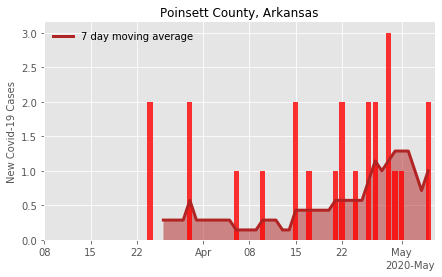 Poinsett County, Arkansas
7 day moving average
New Covid-19 Cases
3.0
2.5
2.0
1.5
1.0
0.5
0.0
08 15 22 Apr 08 15 22 May
2020-May